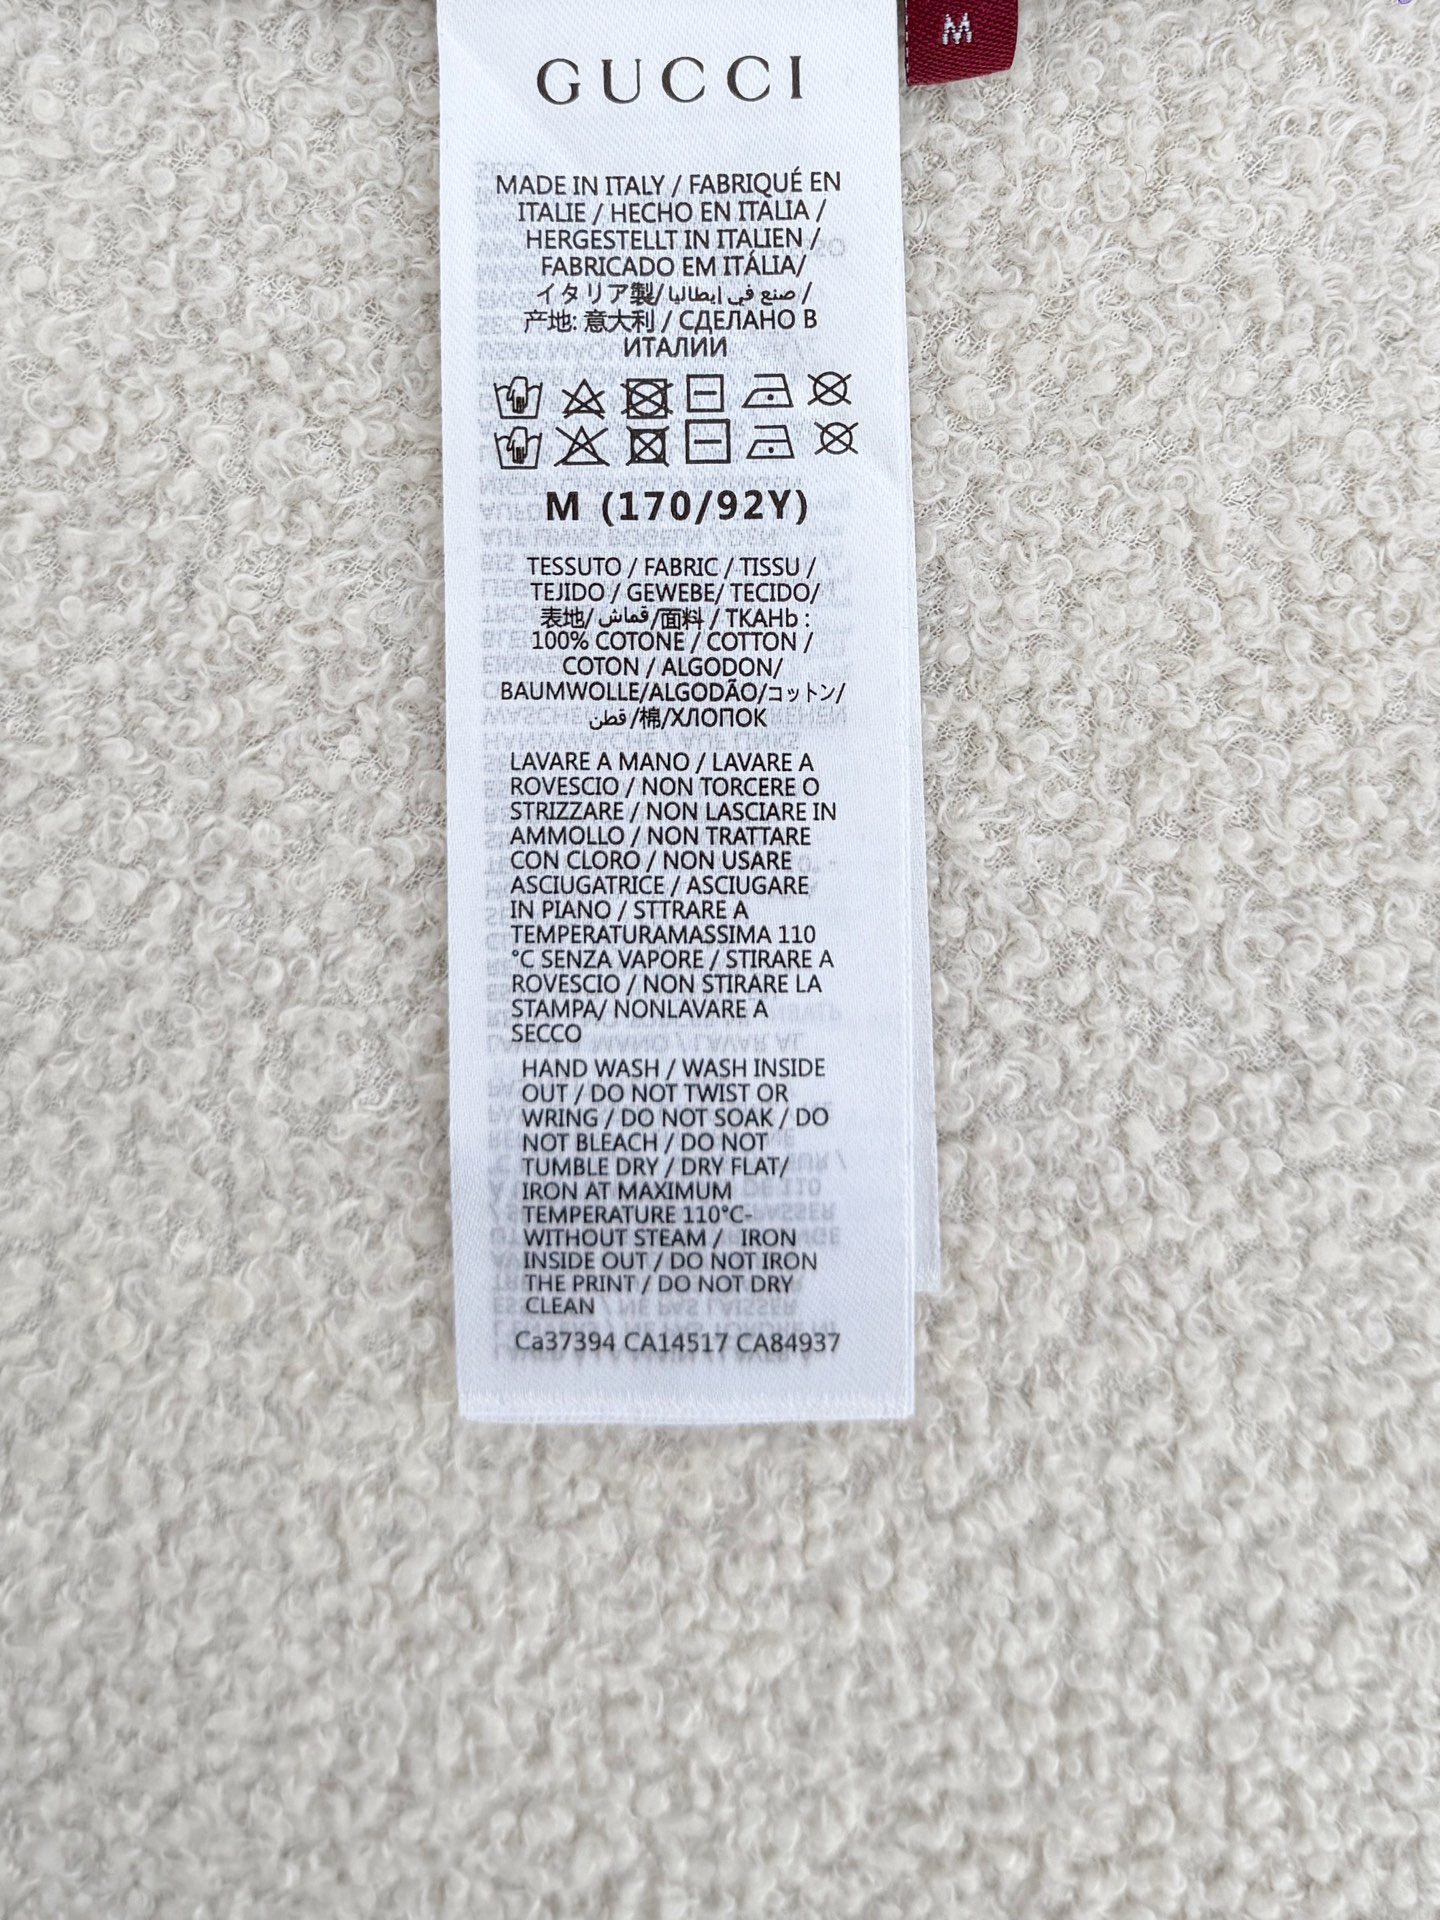 M
GUCCI
MADE IN ITALY / FABRIQUÉ EN
ITALIE / HECHO EN ITALIA /
HERGESTELLT IN ITALIEN /
FABRICADO EM ITÁLIA/
イタリア製/ صنع في إيطاليا /
产地: 意大利 / СДЕЛАНО В
ИТАЛИИ
M (170/92Y)
TESSUTO / FABRIC / TISSU /
TEJIDO / GEWEBE/ TECIDO/
表地/ قماش /面料 / TKAHb :
100% COTONE / COTTON /
COTON / ALGODON/
BAUMWOLLE/ALGODÃO/コットン/
قطن /棉/ХЛОПОК
LAVARE A MANO / LAVARE A
ROVESCIO / NON TORCERE O
STRIZZARE / NON LASCIARE IN
AMMOLLO / NON TRATTARE
CON CLORO / NON USARE
ASCIUGATRICE / ASCIUGARE
IN PIANO / STTRARE A
TEMPERATURAMASSIMA 110
°C SENZA VAPORE / STIRARE A
ROVESCIO / NON STIRARE LA
STAMPA/ NONLAVARE A
SECCO
HAND WASH / WASH INSIDE
OUT / DO NOT TWIST OR
WRING / DO NOT SOAK / DO
NOT BLEACH / DO NOT
TUMBLE DRY / DRY FLAT/
IRON AT MAXIMUM
TEMPERATURE 110°C-
WITHOUT STEAM / IRON
INSIDE OUT / DO NOT IRON
THE PRINT / DO NOT DRY
CLEAN
Ca37394 CA14517 CA84937